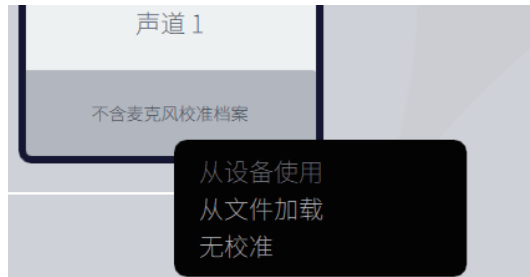 声道 1
不含麦克风校准档案
从设备使用
从文件加载
无校准